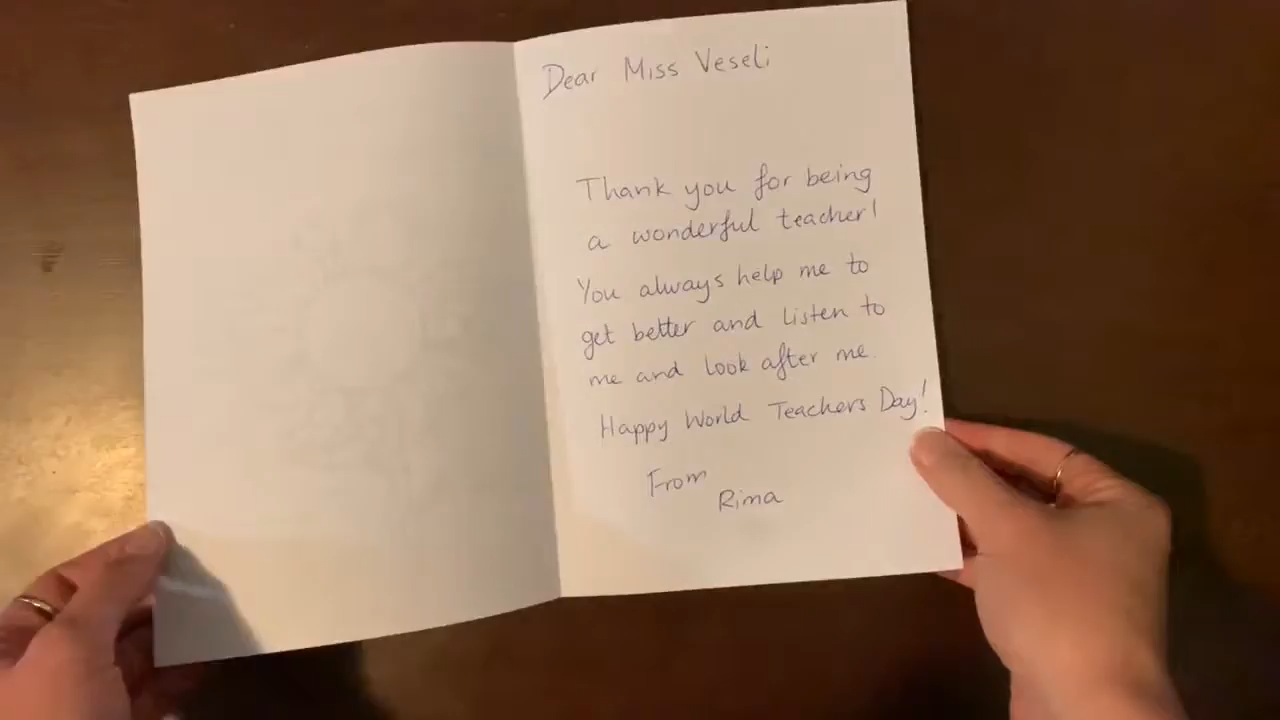 Dear Miss Veseli
Thank you for being
a wonderful teacher!
You always help me to
get better and listen to
me and look after me.
Happy World Teachers Day!
From
Rima